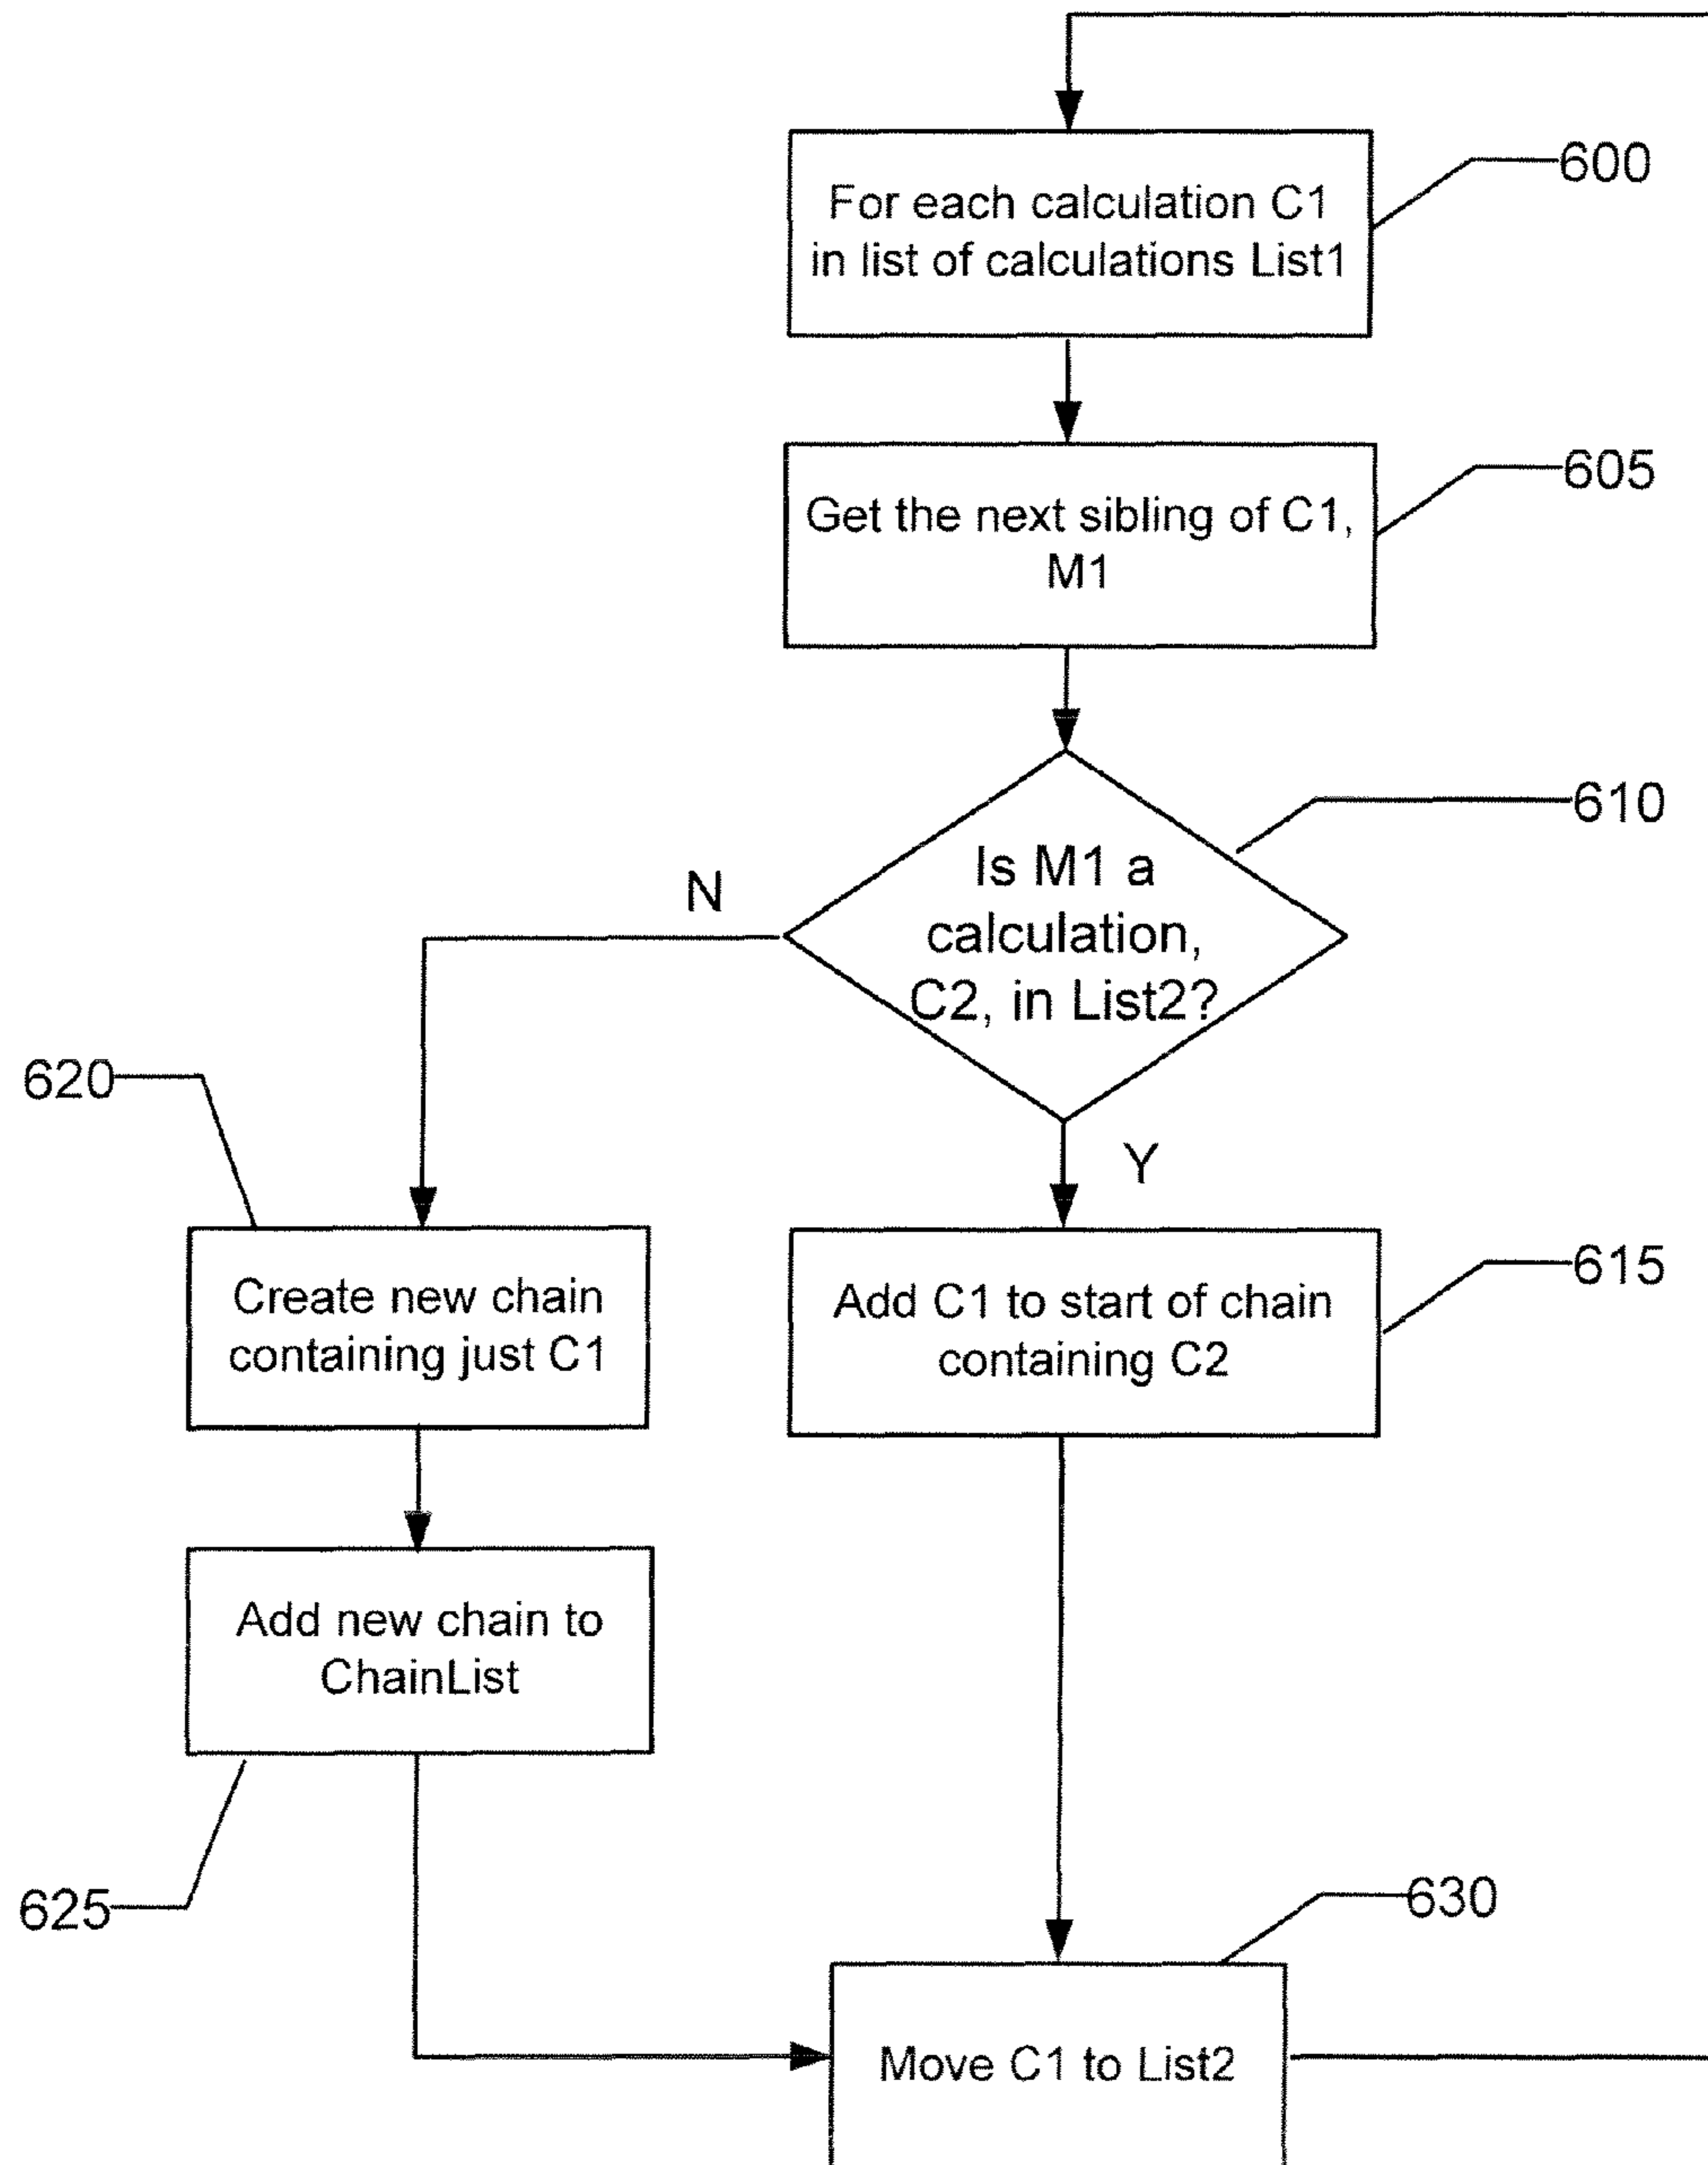 600
For each calculation C1
in list of calculations List1
605
Get the next sibling of C1,
M1
610
Is M1 a
calculation,
C2, in List2?
N
Y
620
Create new chain
containing just C1
615
Add C1 to start of chain
containing C2
Add new chain to
ChainList
625
630
Move C1 to List2